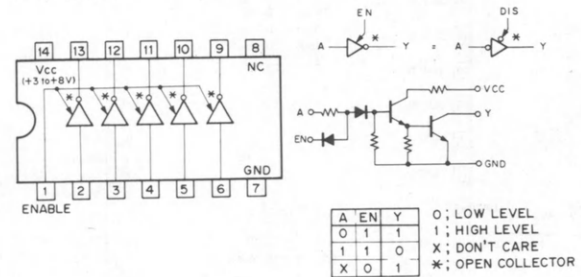 14 13 12 11 10 9 8
Vcc
(+3 to +8V)
NC
* * * * *
GND
1 2 3 4 5 6 7
ENABLE
EN
A Y
*
=
DIS
A Y
*
VCC
A
Y
EN
GND
A EN Y
0 1 1
1 1 0
X 0 1
0; LOW LEVEL
1; HIGH LEVEL
X; DON'T CARE
*; OPEN COLLECTOR